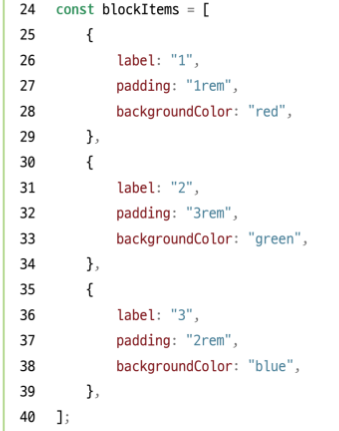 24 const blockItems = [
25     {
26         label: "1",
27         padding: "1rem",
28         backgroundColor: "red",
29     },
30     {
31         label: "2",
32         padding: "3rem",
33         backgroundColor: "green",
34     },
35     {
36         label: "3",
37         padding: "2rem",
38         backgroundColor: "blue",
39     },
40 ];